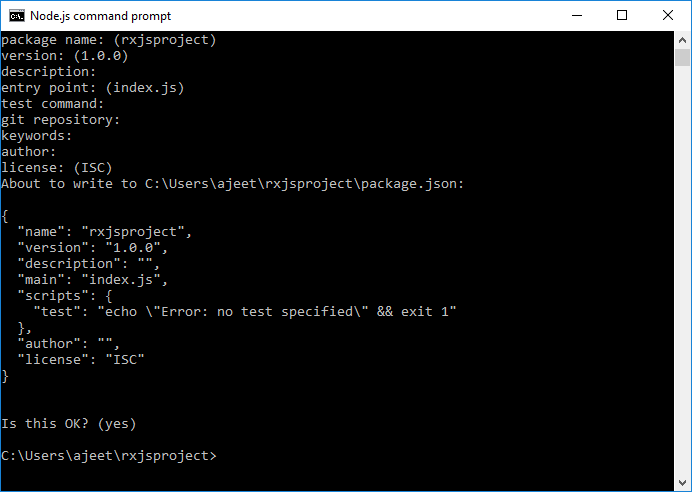 Node.js command prompt
package name: (rxjsproject)
version: (1.0.0)
description:
entry point: (index.js)
test command:
git repository:
keywords:
author:
license: (ISC)
About to write to C:\Users\ajeet\rxjsproject\package.json:
{
  "name": "rxjsproject",
  "version": "1.0.0",
  "description": "",
  "main": "index.js",
  "scripts": {
    "test": "echo \"Error: no test specified\" && exit 1"
  },
  "author": "",
  "license": "ISC"
}
Is this OK? (yes)
C:\Users\ajeet\rxjsproject>